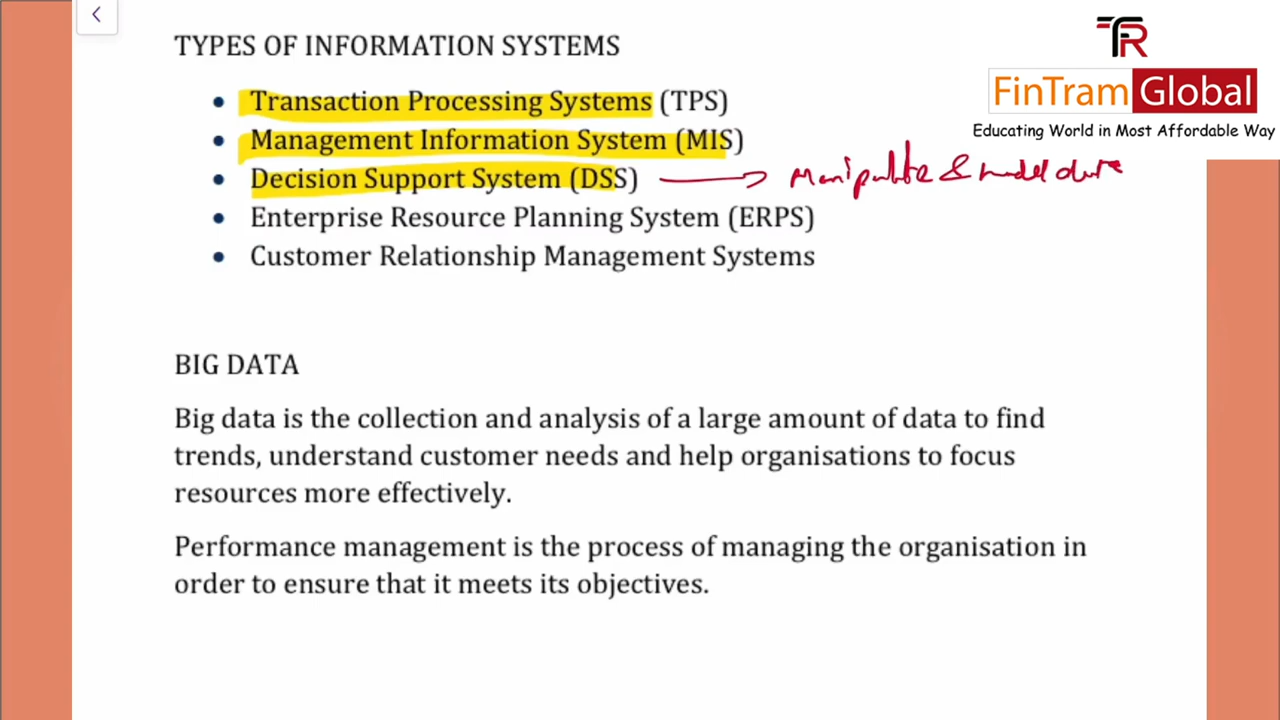 TYPES OF INFORMATION SYSTEMS
• Transaction Processing Systems (TPS)
• Management Information System (MIS)
• Decision Support System (DSS) → Manipulate & model data
• Enterprise Resource Planning System (ERPS)
• Customer Relationship Management Systems
BIG DATA
Big data is the collection and analysis of a large amount of data to find
trends, understand customer needs and help organisations to focus
resources more effectively.
Performance management is the process of managing the organisation in
order to ensure that it meets its objectives.
FR
FinTram Global
Educating World in Most Affordable Way